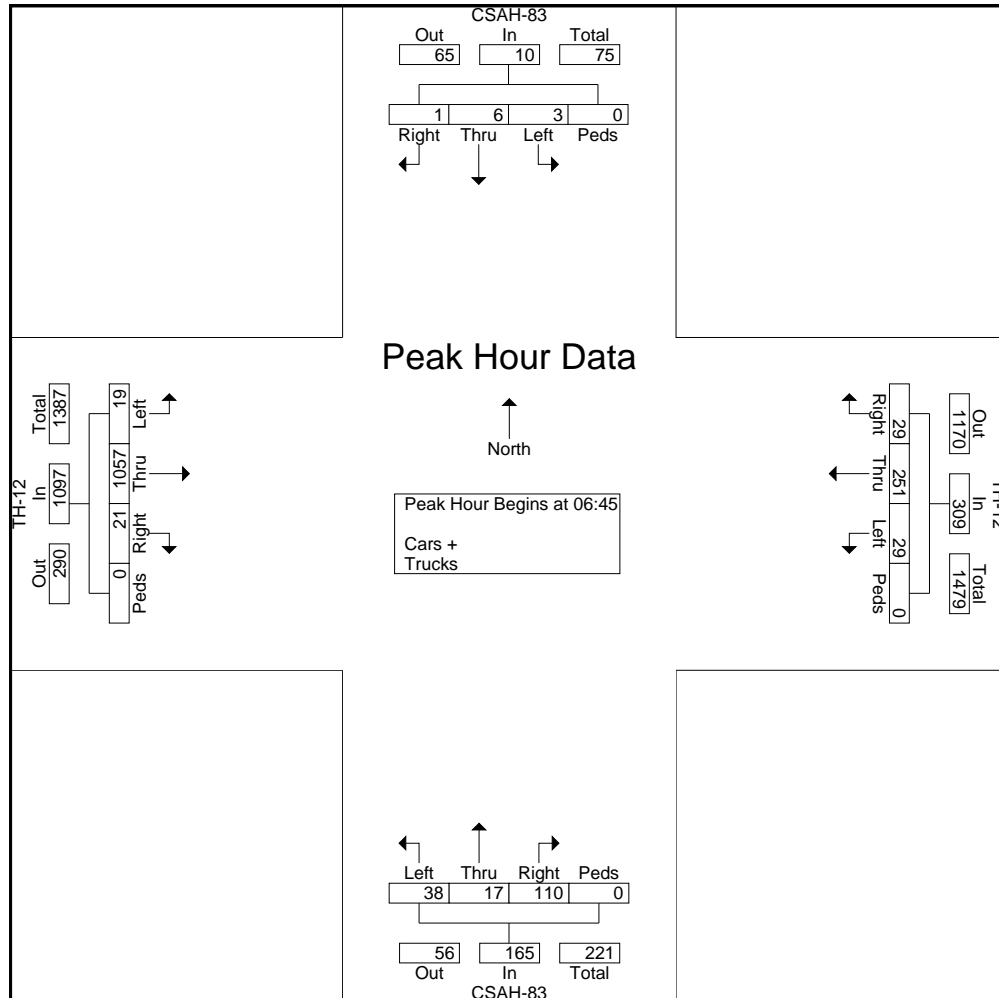 CSAH-83
Out In Total
65 10 75
1 6 3 0
Right Thru Left Peds
Peak Hour Data
North
Peak Hour Begins at 06:45
Cars +
Trucks
TH-12
Total In Out
1387 1097 290
19 1057 21 0
Left Thru Right Peds
TH-12
Out In Total
1170 309 1479
29 251 29 0
Right Thru Left Peds
Left Thru Right Peds
38 17 110 0
56 165 221
Out In Total
CSAH-83